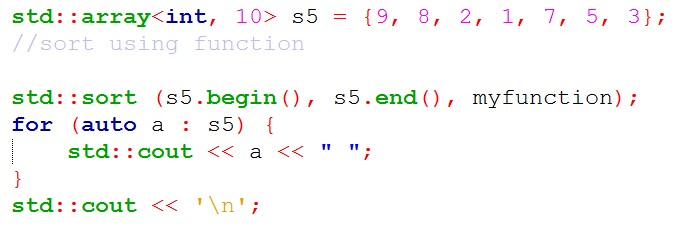 std::array<int, 10> s5 = {9, 8, 2, 1, 7, 5, 3};
//sort using function
std::sort (s5.begin(), s5.end(), myfunction);
for (auto a : s5) {
    std::cout << a << " ";
}
std::cout << '\n';